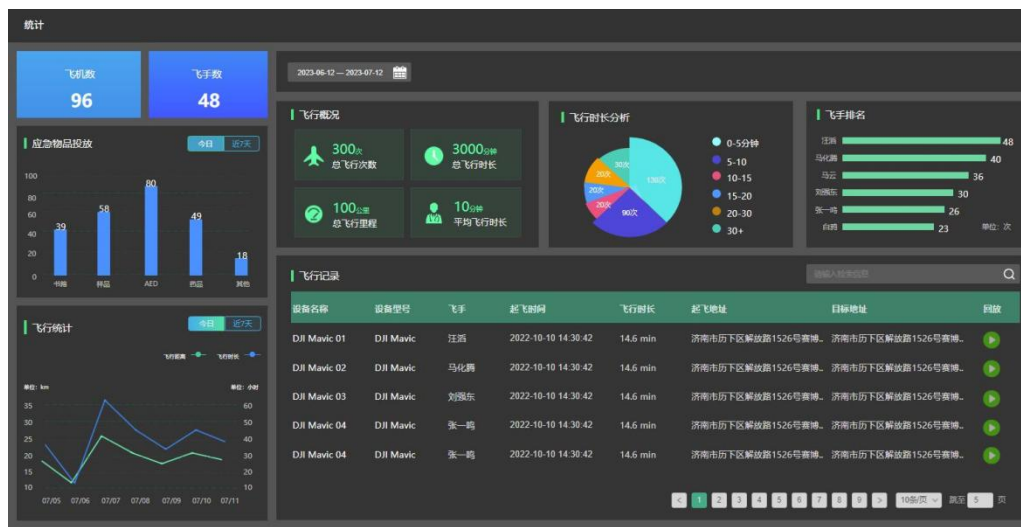 统计
飞机数
96
飞手数
48
2023-06-12 — 2023-07-12
应急物品投放
今日 近7天
100
80
60
40
20
0
39
58
80
49
18
样品 AED 药品 其他
飞行概况
300次
总飞行次数
3000分钟
总飞行时长
100公里
总飞行里程
10分钟
平均飞行时长
飞行时长分析
130次
90次
20次
20次
20次
30次
0-5分钟
5-10
10-15
15-20
20-30
30+
飞手排名
汪滔 48
马化腾 40
马云 36
刘强东 30
张一鸣 26
23
单位：次
飞行统计
今日 近7天
飞行距离 飞行时长
单位：km 单位：小时
35 60
30 50
25 40
20 30
15 20
10 10
07/05 07/06 07/07 07/08 07/09 07/10 07/11
飞行记录
请输入检索信息
设备名称 设备型号 飞手 起飞时间 飞行时长 起飞地址 目标地址 回放
DJI Mavic 01 DJI Mavic 汪滔 2022-10-10 14:30:42 14.6 min 济南市历下区解放路1526号赛博... 济南市历下区解放路1526号赛博...
DJI Mavic 02 DJI Mavic 马化腾 2022-10-10 14:30:42 14.6 min 济南市历下区解放路1526号赛博... 济南市历下区解放路1526号赛博...
DJI Mavic 03 DJI Mavic 刘强东 2022-10-10 14:30:42 14.6 min 济南市历下区解放路1526号赛博... 济南市历下区解放路1526号赛博...
DJI Mavic 04 DJI Mavic 张一鸣 2022-10-10 14:30:42 14.6 min 济南市历下区解放路1526号赛博... 济南市历下区解放路1526号赛博...
DJI Mavic 04 DJI Mavic 张一鸣 2022-10-10 14:30:42 14.6 min 济南市历下区解放路1526号赛博... 济南市历下区解放路1526号赛博...
< 1 2 3 4 5 6 7 8 9 > 10条/页 跳至 5 页